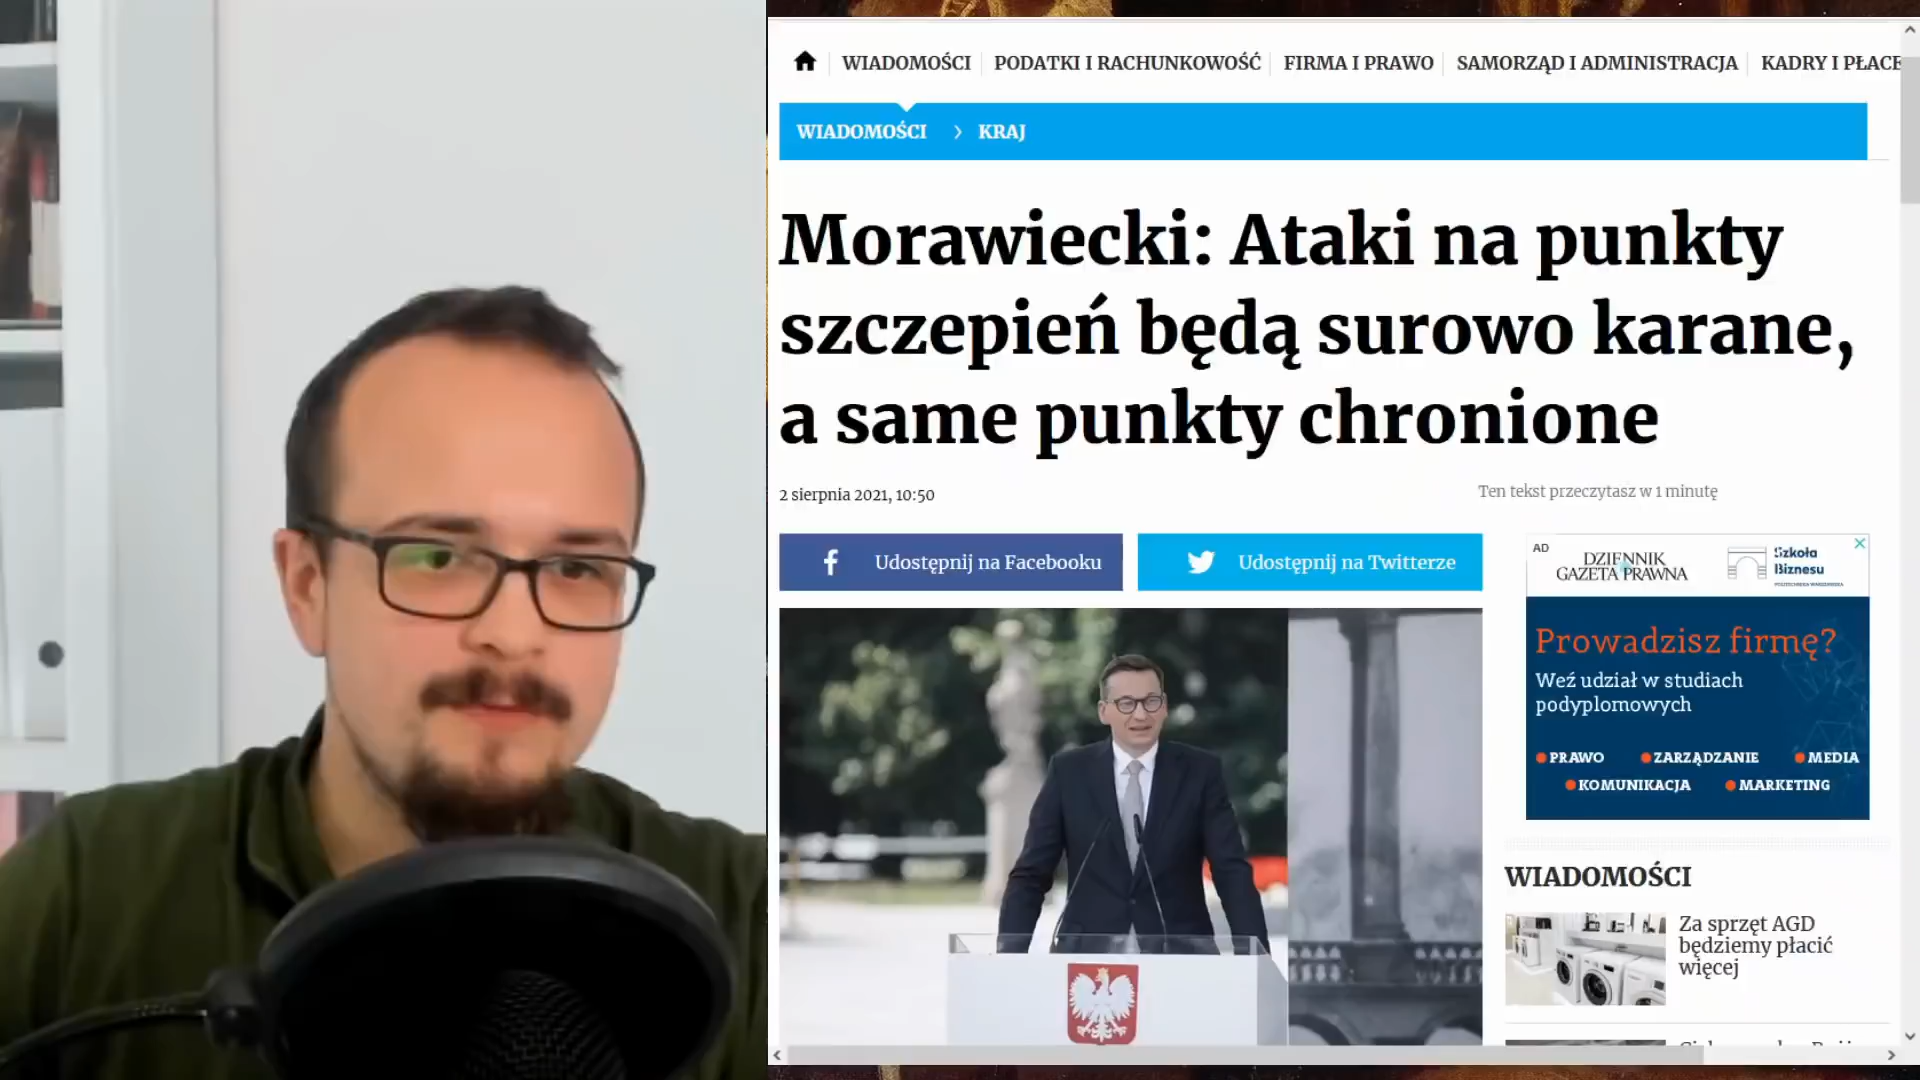 WIADOMOŚCI PODATKI I RACHUNKOWOŚĆ FIRMA I PRAWO SAMORZĄD I ADMINISTRACJA KADRY I PŁACE
WIADOMOŚCI > KRAJ
Morawiecki: Ataki na punkty
szczepień będą surowo karane,
a same punkty chronione
2 sierpnia 2021, 10:50
Ten tekst przeczytasz w 1 minutę
Udostępnij na Facebooku
Udostępnij na Twitterze
AD
DZIENNIK
GAZETA PRAWNA
Szkoła
Biznesu
Prowadzisz firmę?
Weź udział w studiach
podyplomowych
PRAWO ZARZĄDZANIE MEDIA
KOMUNIKACJA MARKETING
WIADOMOŚCI
Za sprzęt AGD
będziemy płacić
więcej